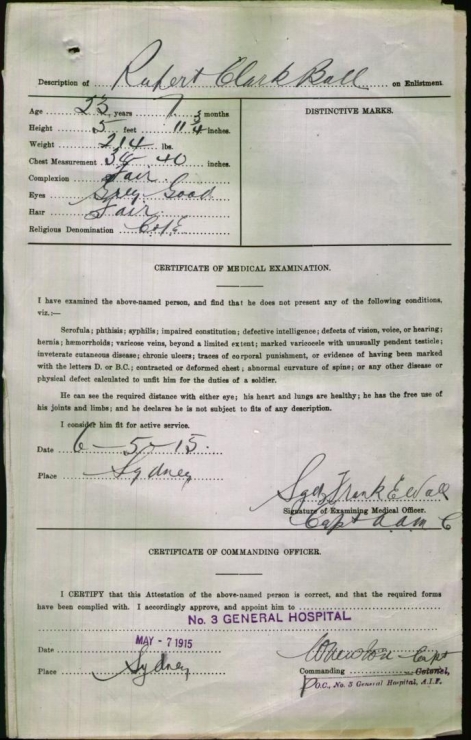 Description of Rupert Clark Ball on Enlistment.
Age 23 years 7 months
Height 5 feet 11 3/4 inches.
Weight 214 lbs.
Chest Measurement 38 40 inches.
Complexion Fair
Eyes Grey Good
Hair Fair
Religious Denomination C of E
DISTINCTIVE MARKS.
CERTIFICATE OF MEDICAL EXAMINATION.
I have examined the above-named person, and find that he does not present any of the following conditions,
viz.:—
Scrofula; phthisis; syphilis; impaired constitution; defective intelligence; defects of vision, voice, or hearing;
hernia; hæmorrhoids; varicose veins, beyond a limited extent; marked varicocele with unusually pendent testicle;
inveterate cutaneous disease; chronic ulcers; traces of corporal punishment, or evidence of having been marked
with the letters D. or B.C.; contracted or deformed chest; abnormal curvature of spine; or any other disease or
physical defect calculated to unfit him for the duties of a soldier.
He can see the required distance with either eye; his heart and lungs are healthy; he has the free use of
his joints and limbs; and he declares he is not subject to fits of any description.
I consider him fit for active service.
Date 6-5-15.
Place Sydney
Sgd Frank E Wall
Signature of Examining Medical Officer.
Capt a a m C
CERTIFICATE OF COMMANDING OFFICER.
I CERTIFY that this Attestation of the above-named person is correct, and that the required forms
have been complied with. I accordingly approve, and appoint him to
No. 3 GENERAL HOSPITAL
Date MAY -7 1915
Place Sydney
Capt
Commanding Colonel,
O.C., No. 3 General Hospital, A.I.F.